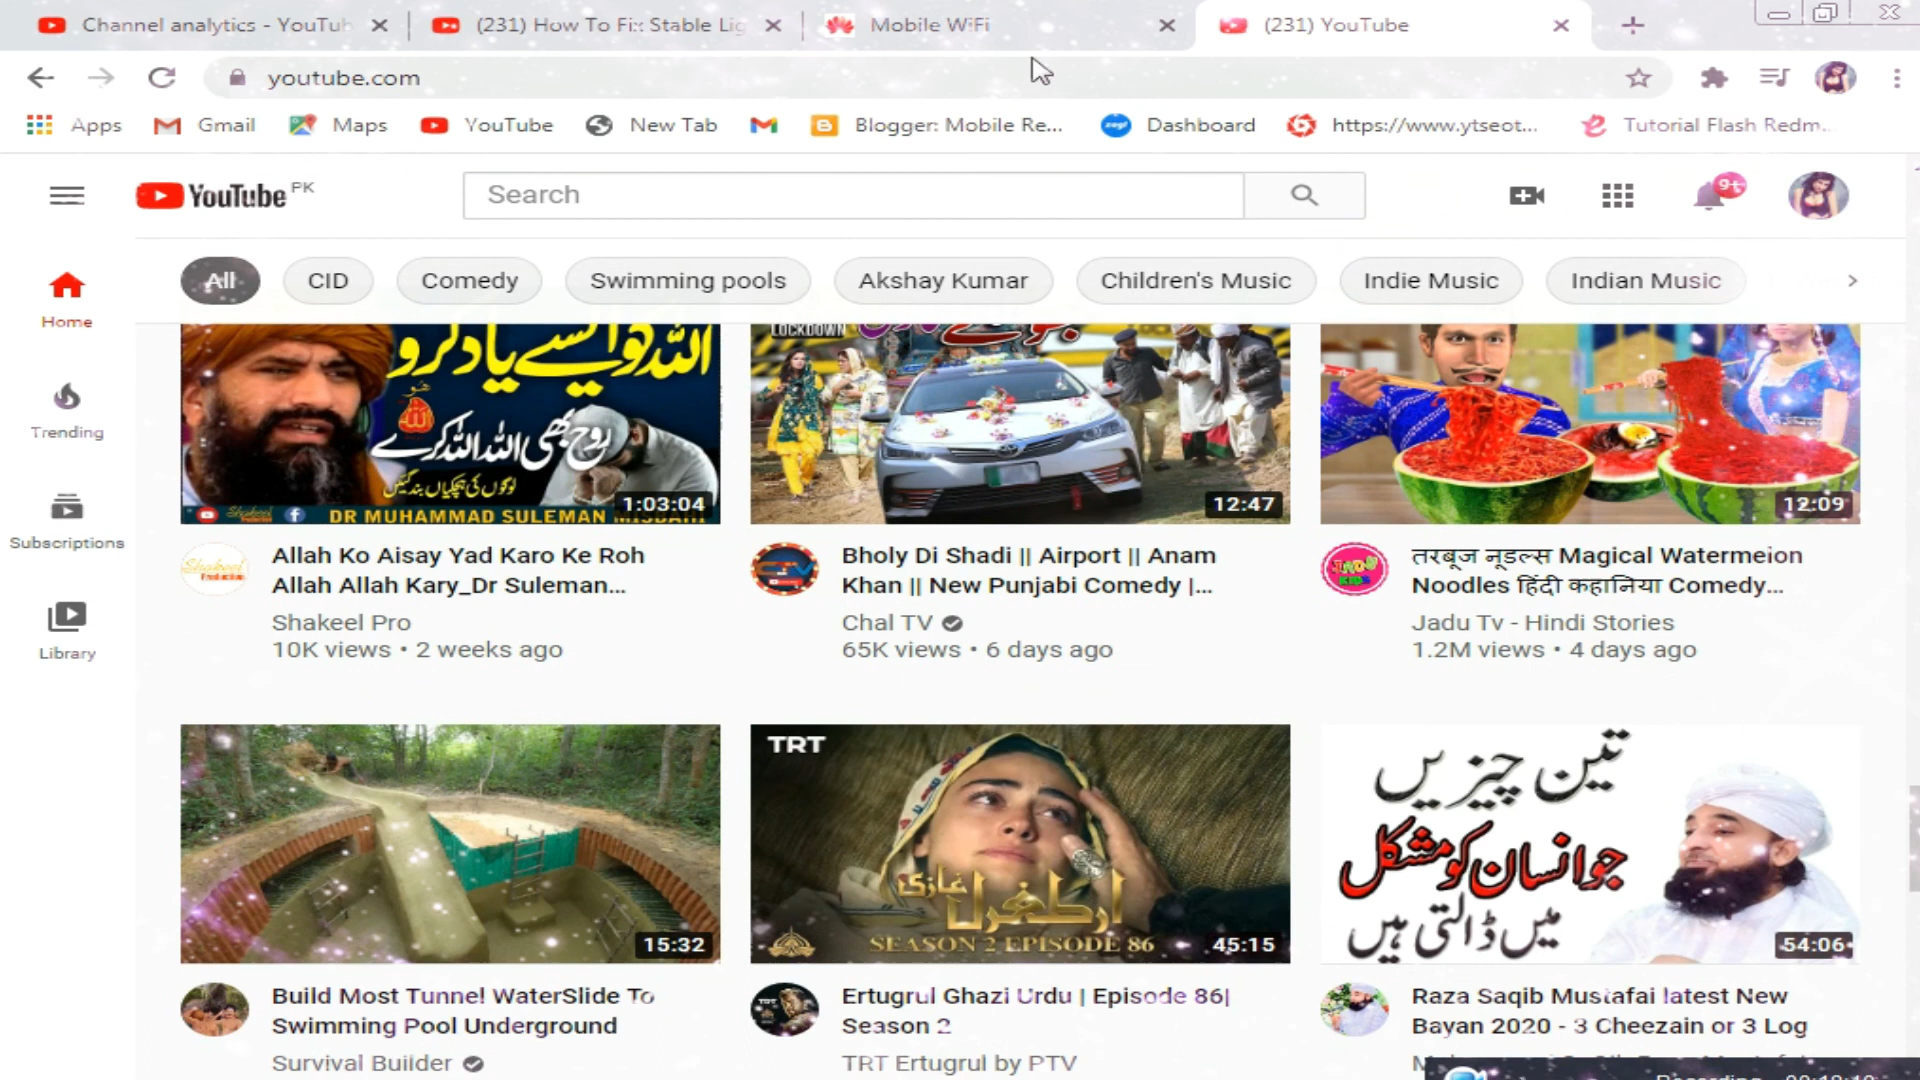 Channel analytics - YouTub
(231) How To Fix Stable Lig
Mobile WiFi
(231) YouTube
youtube.com
Apps
Gmail
Maps
YouTube
New Tab
Blogger: Mobile Re...
Dashboard
https://www.ytseot...
Tutorial Flash Redm...
YouTube PK
Search
9+
All
CID
Comedy
Swimming pools
Akshay Kumar
Children's Music
Indie Music
Indian Music
Home
Trending
Subscriptions
Library
اللہ کو ایسے یاد کرو
روح بھی اللہ اللہ کرے
لوگوں کی ہچکیاں بندگئیں
DR MUHAMMAD SULEMAN MISBAHI
1:03:04
LOCKDOWN
12:47
12:09
Allah Ko Aisay Yad Karo Ke Roh
Allah Allah Kary_Dr Suleman...
Shakeel Pro
10K views • 2 weeks ago
Bholy Di Shadi || Airport || Anam
Khan || New Punjabi Comedy |...
Chal TV
65K views • 6 days ago
तरबूज नूडल्स Magical Watermelon
Noodles हिंदी कहानिया Comedy...
Jadu Tv - Hindi Stories
1.2M views • 4 days ago
15:32
TRT
ارطغرل غازی
SEASON 2 EPISODE 86
45:15
تین چیزیں
جو انسان کو مشکل
میں ڈالتی ہیں
54:06
Build Most Tunnel WaterSlide To
Swimming Pool Underground
Survival Builder
Ertugrul Ghazi Urdu | Episode 86|
Season 2
TRT Ertugrul by PTV
Raza Saqib Mustafai latest New
Bayan 2020 - 3 Cheezain or 3 Log